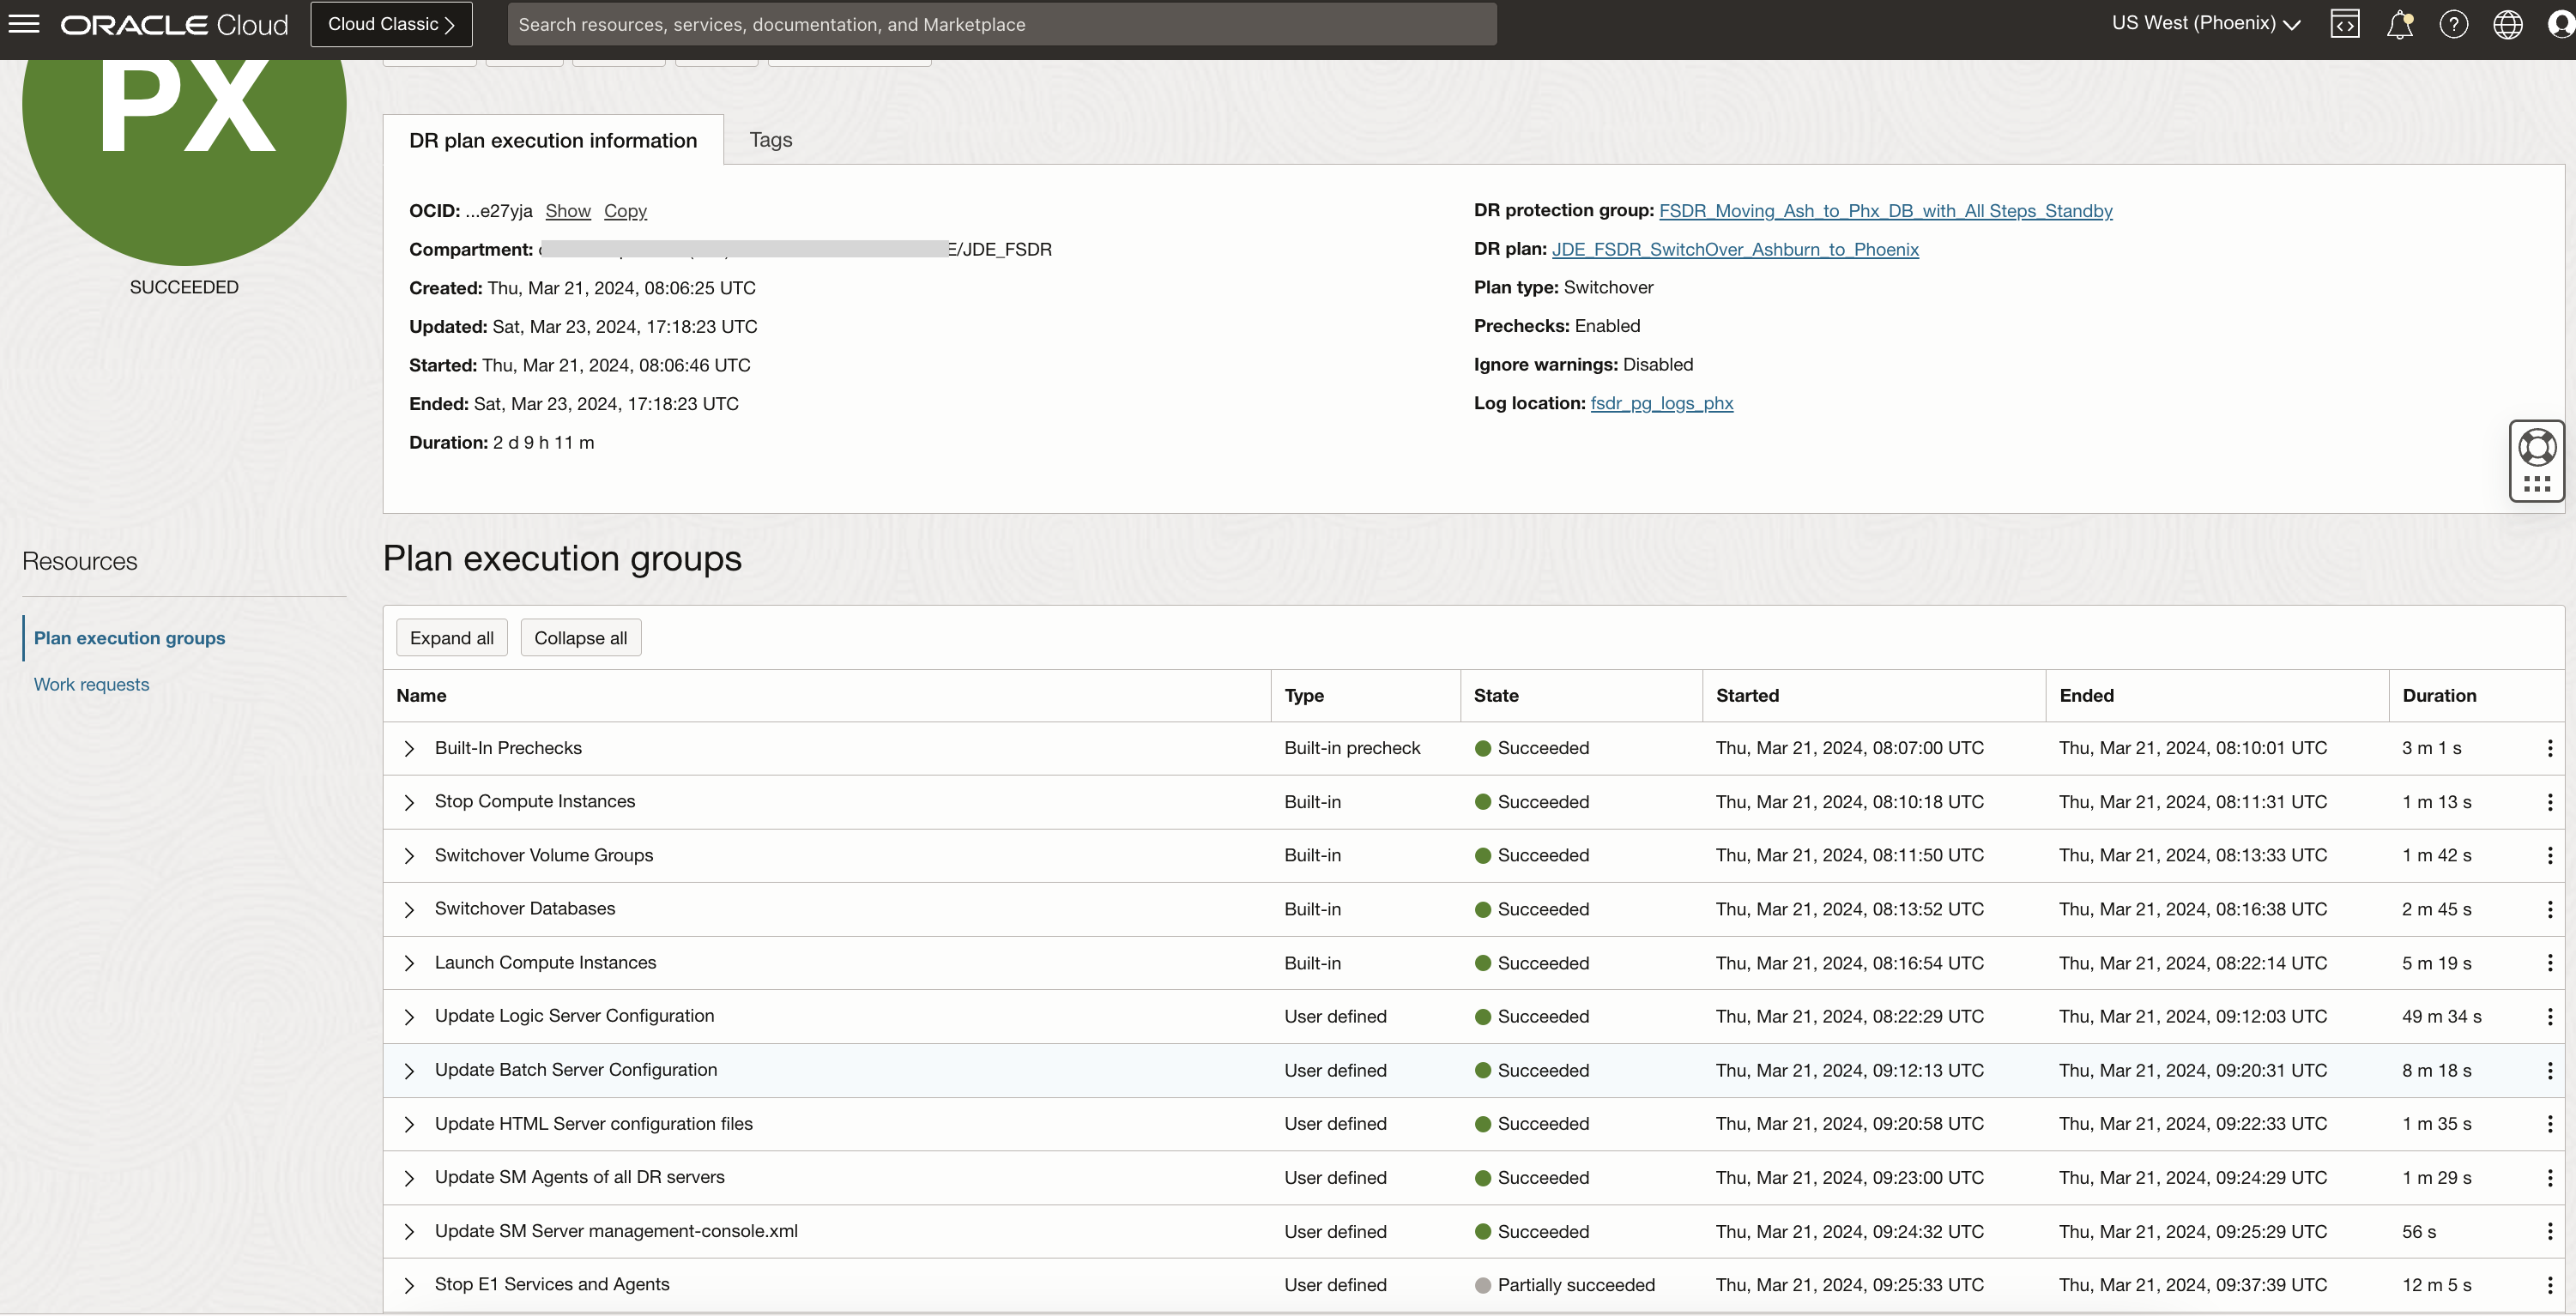 ORACLE Cloud
Cloud Classic
Search resources, services, documentation, and Marketplace
US West (Phoenix)
PX
SUCCEEDED
DR plan execution information
Tags
OCID: ...e27yja Show Copy
Compartment: E/JDE_FSDR
Created: Thu, Mar 21, 2024, 08:06:25 UTC
Updated: Sat, Mar 23, 2024, 17:18:23 UTC
Started: Thu, Mar 21, 2024, 08:06:46 UTC
Ended: Sat, Mar 23, 2024, 17:18:23 UTC
Duration: 2 d 9 h 11 m
DR protection group: FSDR_Moving_Ash_to_Phx_DB_with_All Steps_Standby
DR plan: JDE_FSDR_SwitchOver_Ashburn_to_Phoenix
Plan type: Switchover
Prechecks: Enabled
Ignore warnings: Disabled
Log location: fsdr_pg_logs_phx
Resources
Plan execution groups
Work requests
Plan execution groups
Expand all Collapse all
Name Type State Started Ended Duration
Built-In Prechecks Built-in precheck Succeeded Thu, Mar 21, 2024, 08:07:00 UTC Thu, Mar 21, 2024, 08:10:01 UTC 3 m 1 s
Stop Compute Instances Built-in Succeeded Thu, Mar 21, 2024, 08:10:18 UTC Thu, Mar 21, 2024, 08:11:31 UTC 1 m 13 s
Switchover Volume Groups Built-in Succeeded Thu, Mar 21, 2024, 08:11:50 UTC Thu, Mar 21, 2024, 08:13:33 UTC 1 m 42 s
Switchover Databases Built-in Succeeded Thu, Mar 21, 2024, 08:13:52 UTC Thu, Mar 21, 2024, 08:16:38 UTC 2 m 45 s
Launch Compute Instances Built-in Succeeded Thu, Mar 21, 2024, 08:16:54 UTC Thu, Mar 21, 2024, 08:22:14 UTC 5 m 19 s
Update Logic Server Configuration User defined Succeeded Thu, Mar 21, 2024, 08:22:29 UTC Thu, Mar 21, 2024, 09:12:03 UTC 49 m 34 s
Update Batch Server Configuration User defined Succeeded Thu, Mar 21, 2024, 09:12:13 UTC Thu, Mar 21, 2024, 09:20:31 UTC 8 m 18 s
Update HTML Server configuration files User defined Succeeded Thu, Mar 21, 2024, 09:20:58 UTC Thu, Mar 21, 2024, 09:22:33 UTC 1 m 35 s
Update SM Agents of all DR servers User defined Succeeded Thu, Mar 21, 2024, 09:23:00 UTC Thu, Mar 21, 2024, 09:24:29 UTC 1 m 29 s
Update SM Server management-console.xml User defined Succeeded Thu, Mar 21, 2024, 09:24:32 UTC Thu, Mar 21, 2024, 09:25:29 UTC 56 s
Stop E1 Services and Agents User defined Partially succeeded Thu, Mar 21, 2024, 09:25:33 UTC Thu, Mar 21, 2024, 09:37:39 UTC 12 m 5 s